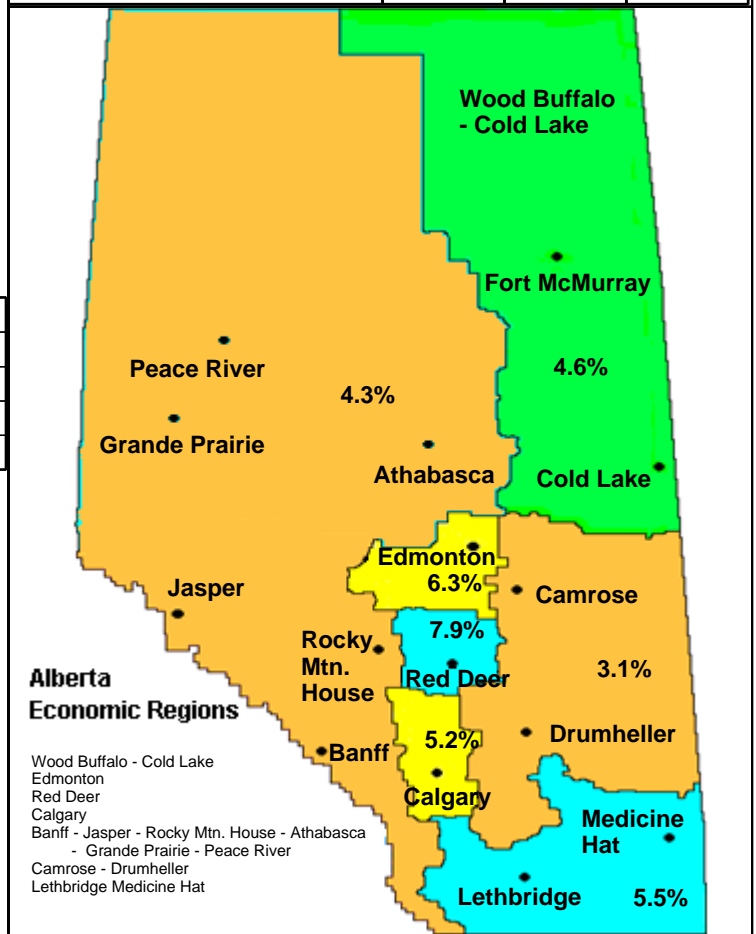 Wood Buffalo
- Cold Lake
Fort McMurray
Peace River
4.3%
4.6%
Grande Prairie
Athabasca
Cold Lake
Edmonton
6.3%
Jasper
Camrose
7.9%
Rocky
Mtn.
House
Red Deer
3.1%
Alberta
Economic Regions
Banff
5.2%
Drumheller
Calgary
Wood Buffalo - Cold Lake
Edmonton
Red Deer
Calgary
Banff - Jasper - Rocky Mtn. House - Athabasca
- Grande Prairie - Peace River
Camrose - Drumheller
Lethbridge Medicine Hat
Medicine
Hat
Lethbridge
5.5%